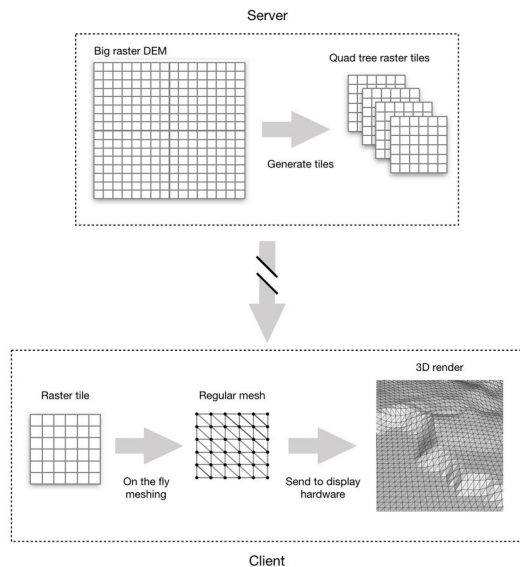 Server
Big raster DEM
Quad tree raster tiles
Generate tiles
3D render
Raster tile
Regular mesh
On the fly
meshing
Send to display
hardware
Client